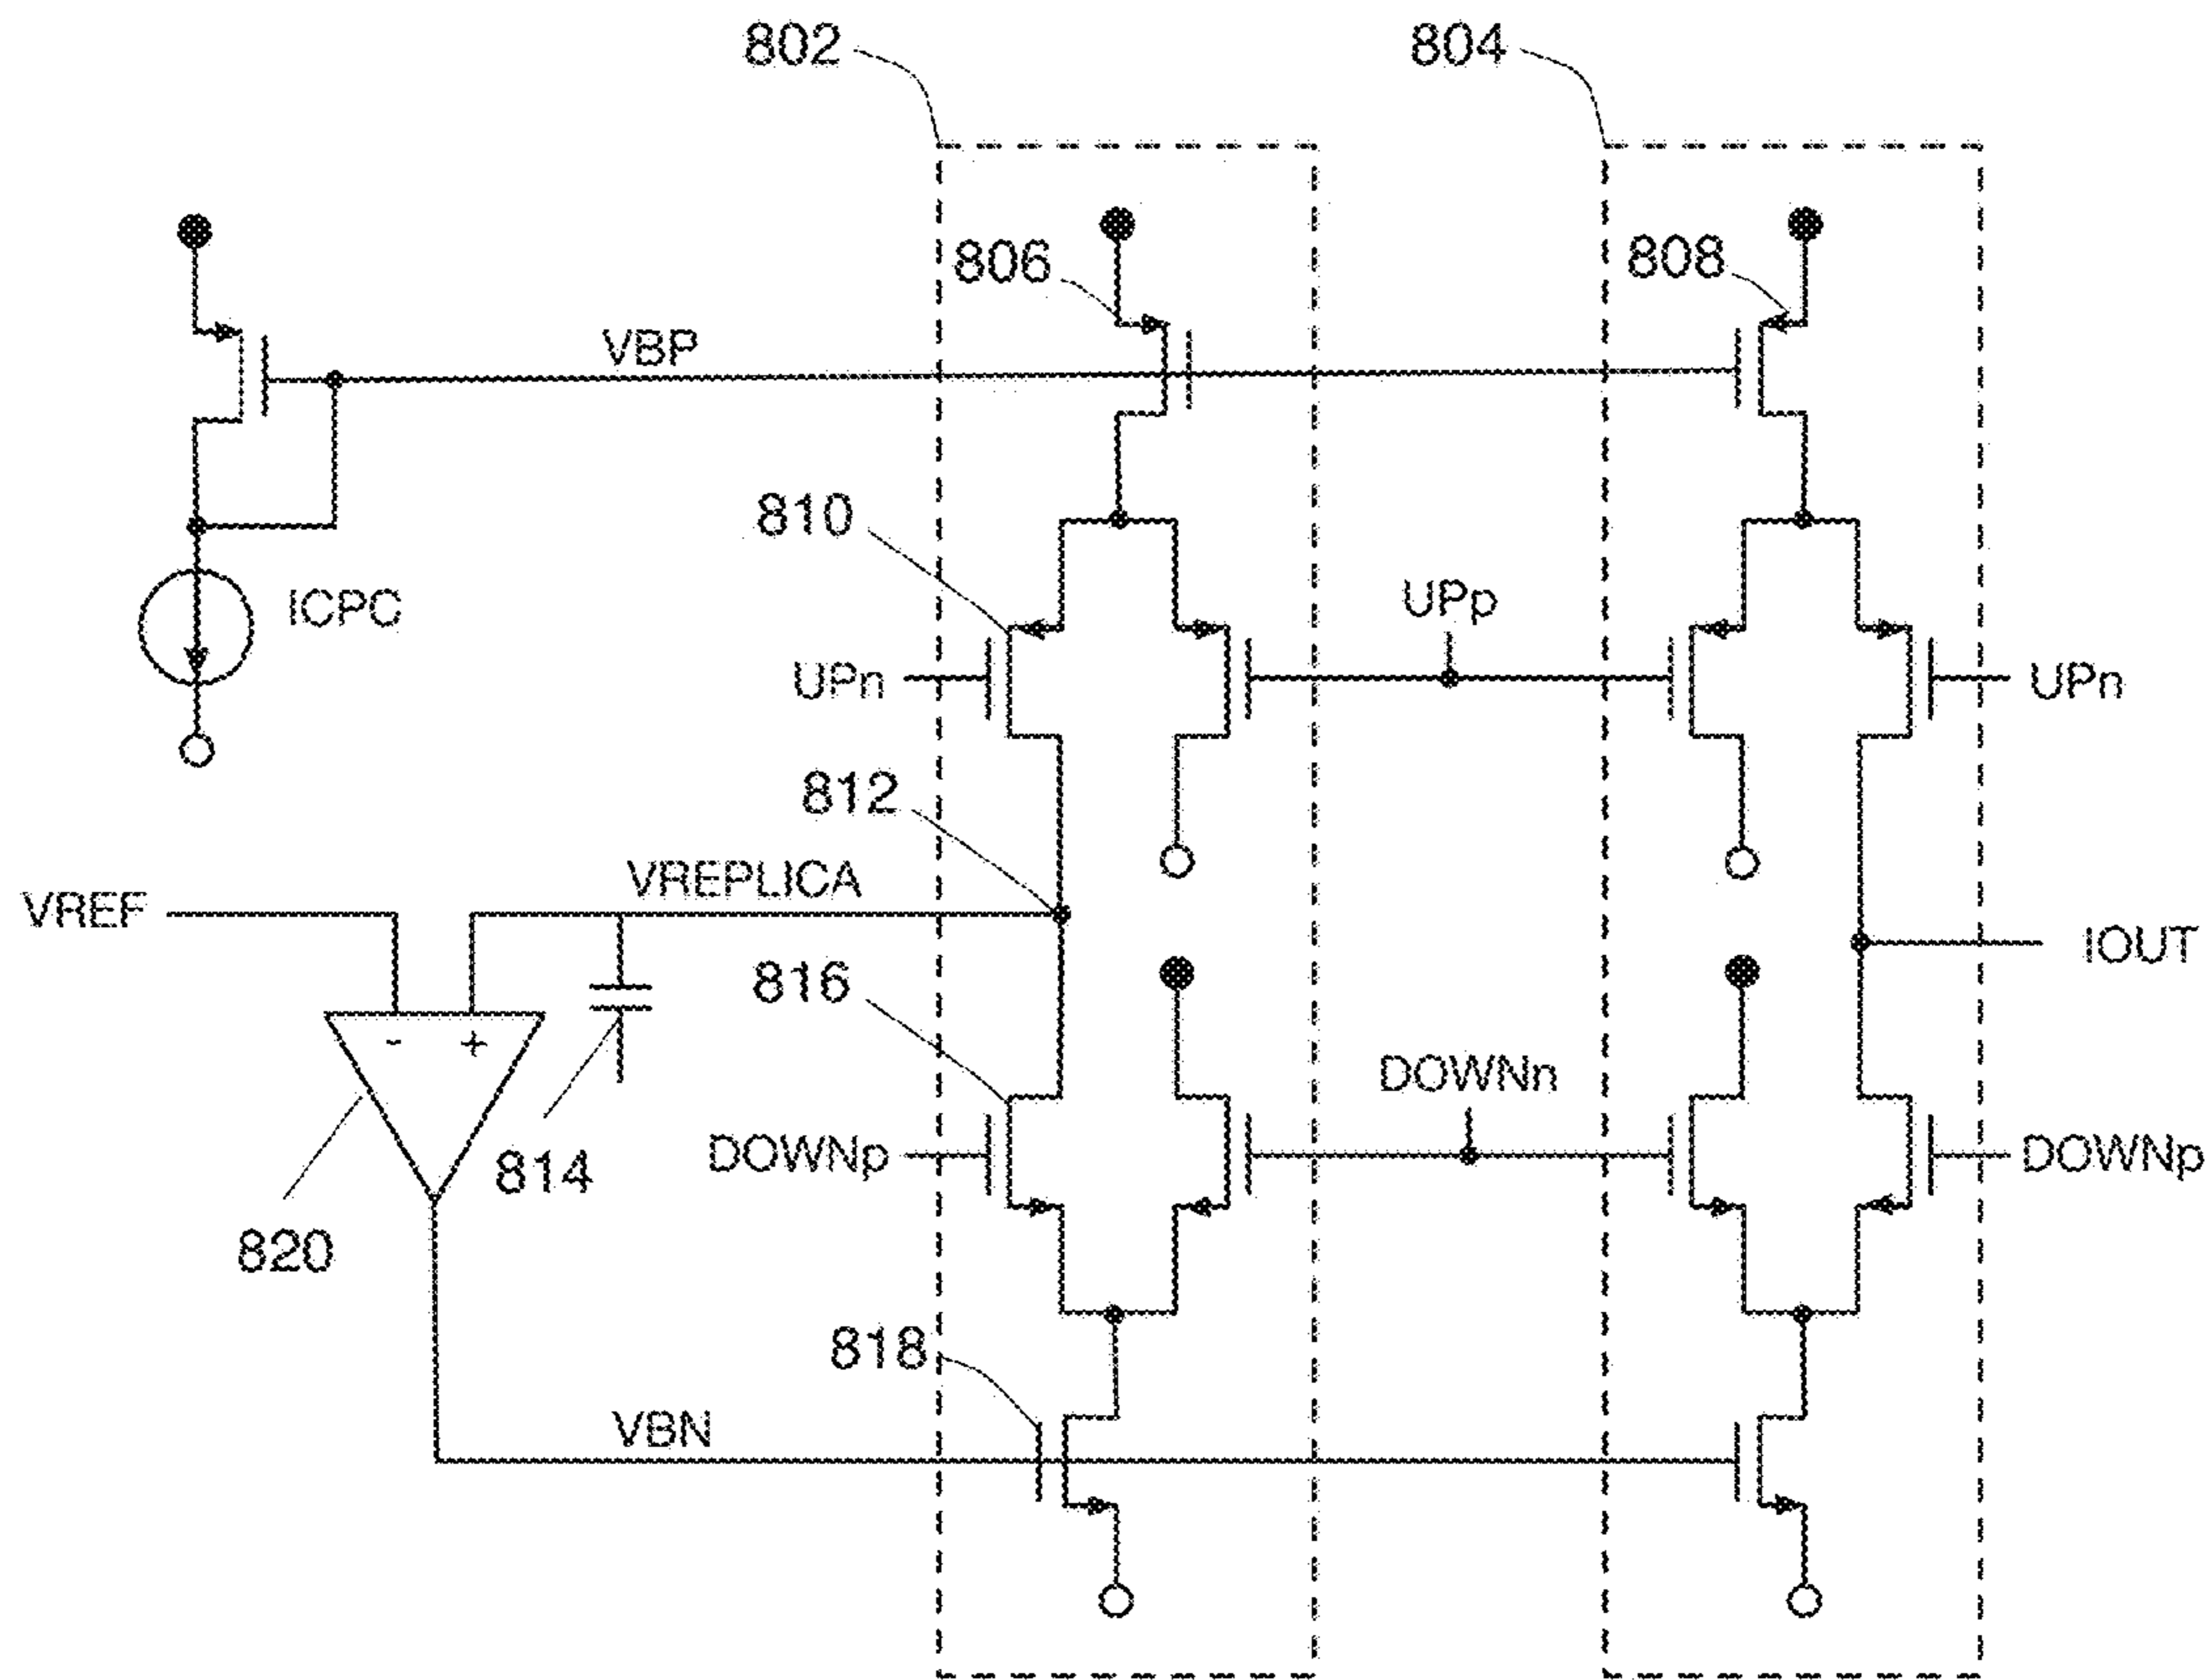 802
804
806
808
VBP
810
UPp
ICPC
UPn
UPn
812
VREPLICA
VREF
IOUT
816
- +
DOWNn
DOWNp
DOWNp
814
820
818
VBN